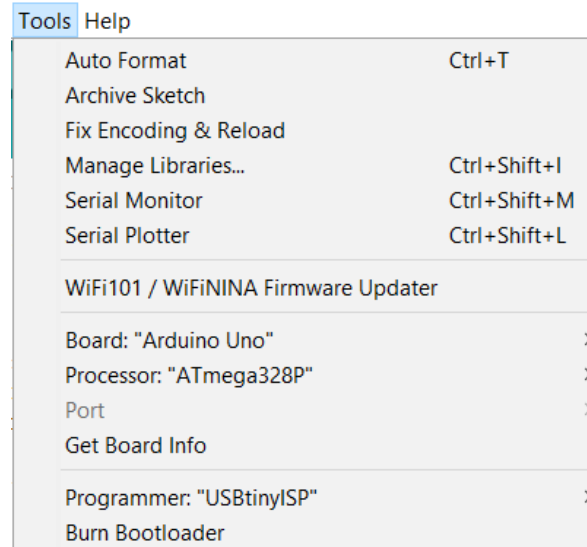 Tools Help
Auto Format Ctrl+T
Archive Sketch
Fix Encoding & Reload
Manage Libraries... Ctrl+Shift+I
Serial Monitor Ctrl+Shift+M
Serial Plotter Ctrl+Shift+L
WiFi101 / WiFiNINA Firmware Updater
Board: "Arduino Uno"
Processor: "ATmega328P"
Port
Get Board Info
Programmer: "USBtinyISP"
Burn Bootloader